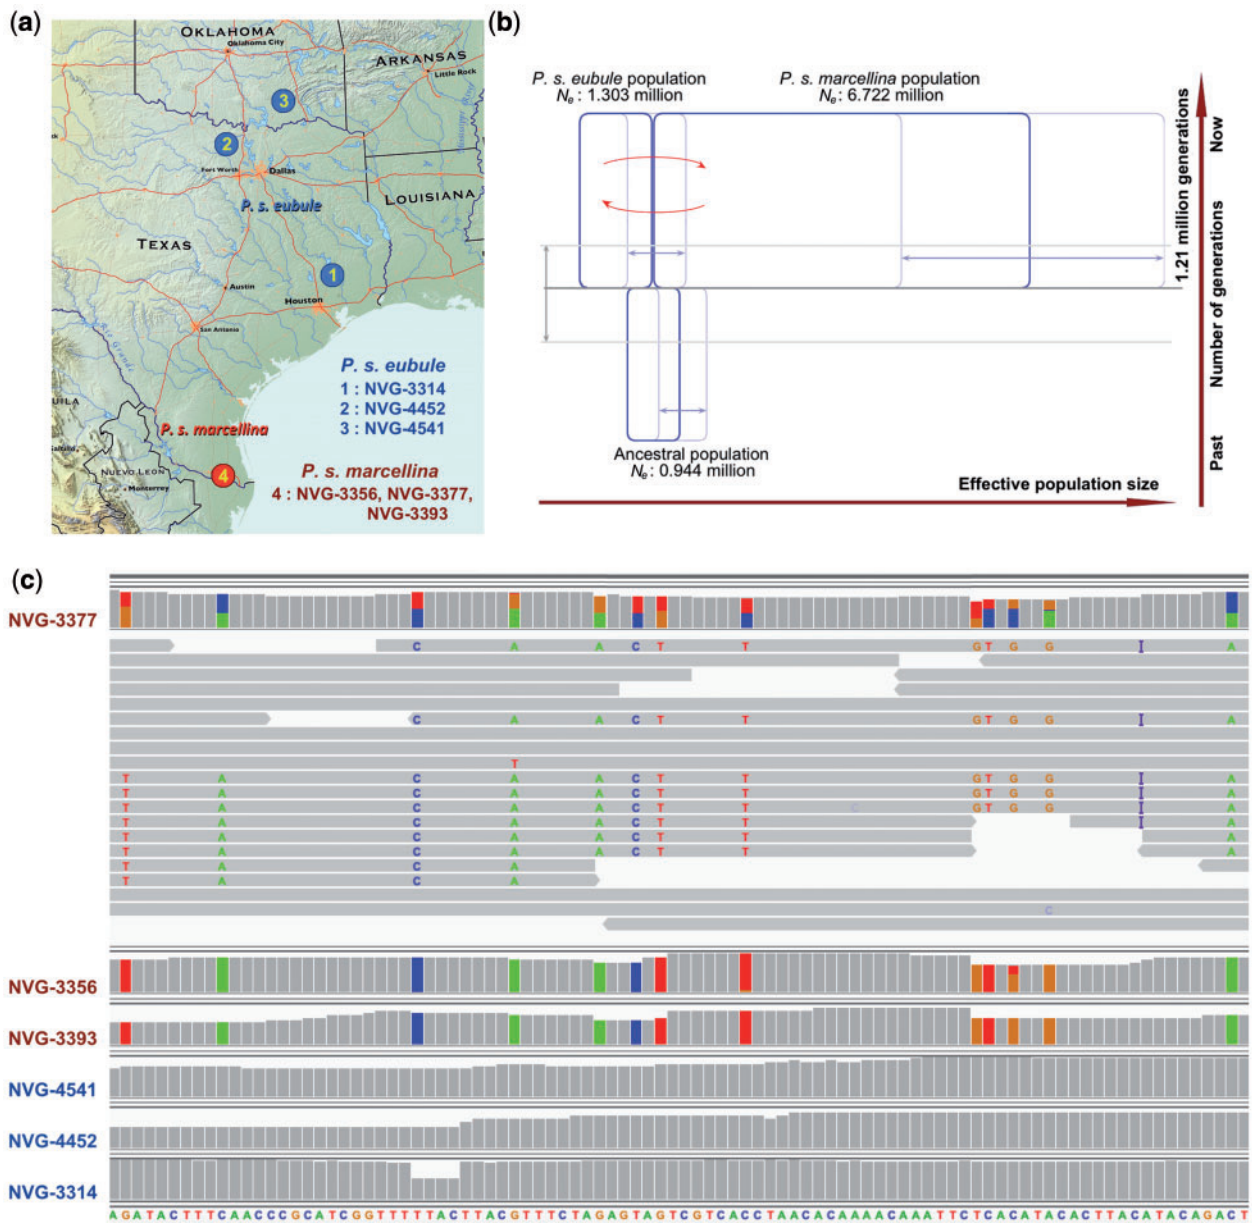 (a)
OKLAHOMA
Oklahoma City
ARKANSAS
Little Rock
3
2
Fort Worth
Dallas
P. s. eubule
LOUISIANA
TEXAS
1
Austin
Houston
San Antonio
Rio Grande
P. s. eubule
1 : NVG-3314
2 : NVG-4452
3 : NVG-4541
UILA
P. s. marcellina
Saltillo
NUEVO LEON
Monterrey
4
P. s. marcellina
4 : NVG-3356, NVG-3377,
NVG-3393
(b)
P. s. eubule population
Ne : 1.303 million
P. s. marcellina population
Ne : 6.722 million
1.21 million generations
Now
Number of generations
Past
Ancestral population
Ne : 0.944 million
Effective population size
(c)
NVG-3377
C A A C T T G T G G I A
C A A C T T G T G G I A
T
T A C A A C T T G T G G I A
T A C A A C T T G T G G I A
T A C A A C T T C G T G G I A
T A C A A C T T I A
T A C A A C T T A
T A C A A C T T A
T A C A
T A C A
C
NVG-3356
NVG-3393
NVG-4541
NVG-4452
NVG-3314
AGATACTTTCAACCCGCATCGGTTTTTACTTACGTTTCTAGAGTAGTCGTCACCTAACACAAAACAAATTCTCACATACACTTACATACAGACT